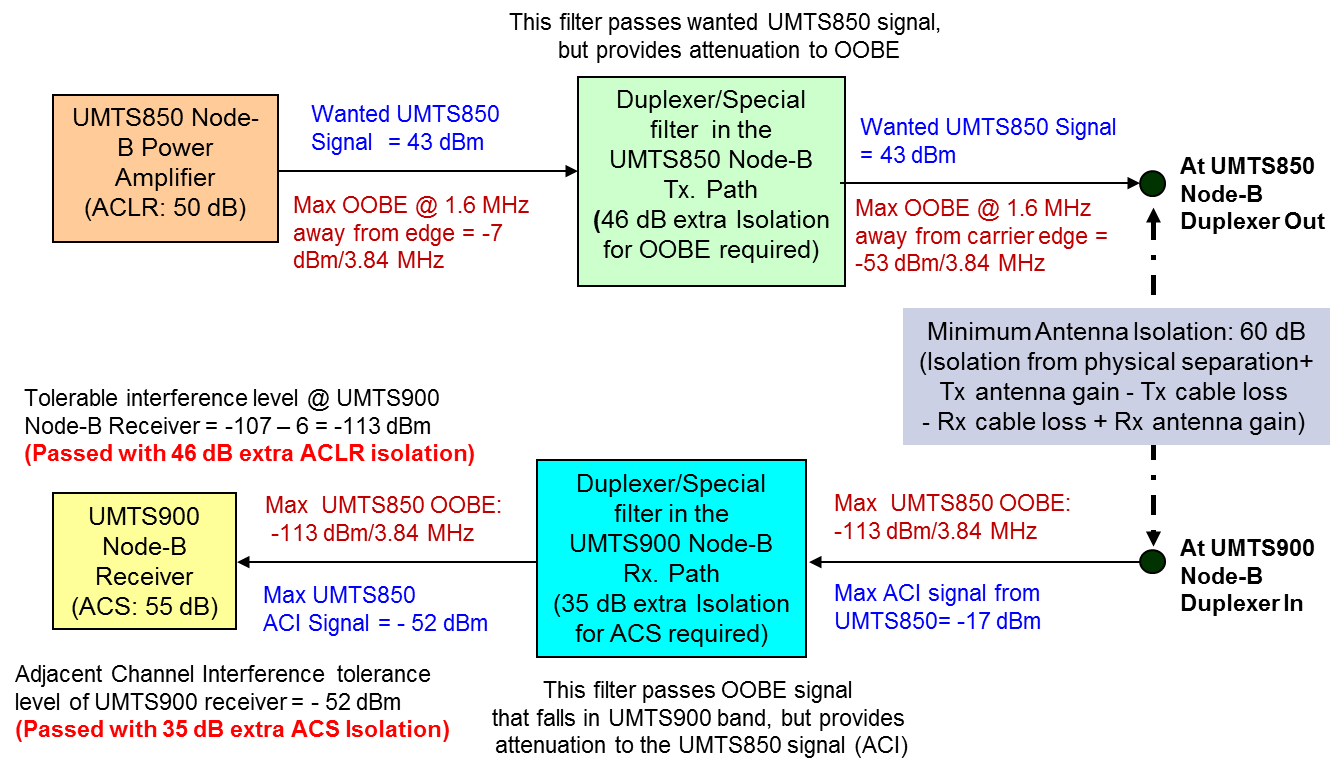 This filter passes wanted UMTS850 signal,
but provides attenuation to OOBE
UMTS850 Node-
B Power
Amplifier
(ACLR: 50 dB)
Wanted UMTS850
Signal = 43 dBm
Max OOBE @ 1.6 MHz
away from edge = -7
dBm/3.84 MHz
Duplexer/Special
filter in the
UMTS850 Node-B
Tx. Path
(46 dB extra Isolation
for OOBE required)
Wanted UMTS850 Signal
= 43 dBm
Max OOBE @ 1.6 MHz
away from carrier edge =
-53 dBm/3.84 MHz
At UMTS850
Node-B
Duplexer Out
Minimum Antenna Isolation: 60 dB
(Isolation from physical separation+
Tx antenna gain - Tx cable loss
- Rx cable loss + Rx antenna gain)
Tolerable interference level @ UMTS900
Node-B Receiver = -107 – 6 = -113 dBm
(Passed with 46 dB extra ACLR isolation)
UMTS900
Node-B
Receiver
(ACS: 55 dB)
Max UMTS850 OOBE:
-113 dBm/3.84 MHz
Max UMTS850
ACI Signal = - 52 dBm
Duplexer/Special
filter in the
UMTS900 Node-B
Rx. Path
(35 dB extra Isolation
for ACS required)
Max UMTS850 OOBE:
-113 dBm/3.84 MHz
Max ACI signal from
UMTS850= -17 dBm
At UMTS900
Node-B
Duplexer In
Adjacent Channel Interference tolerance
level of UMTS900 receiver = - 52 dBm
(Passed with 35 dB extra ACS Isolation)
This filter passes OOBE signal
that falls in UMTS900 band, but provides
attenuation to the UMTS850 signal (ACI)